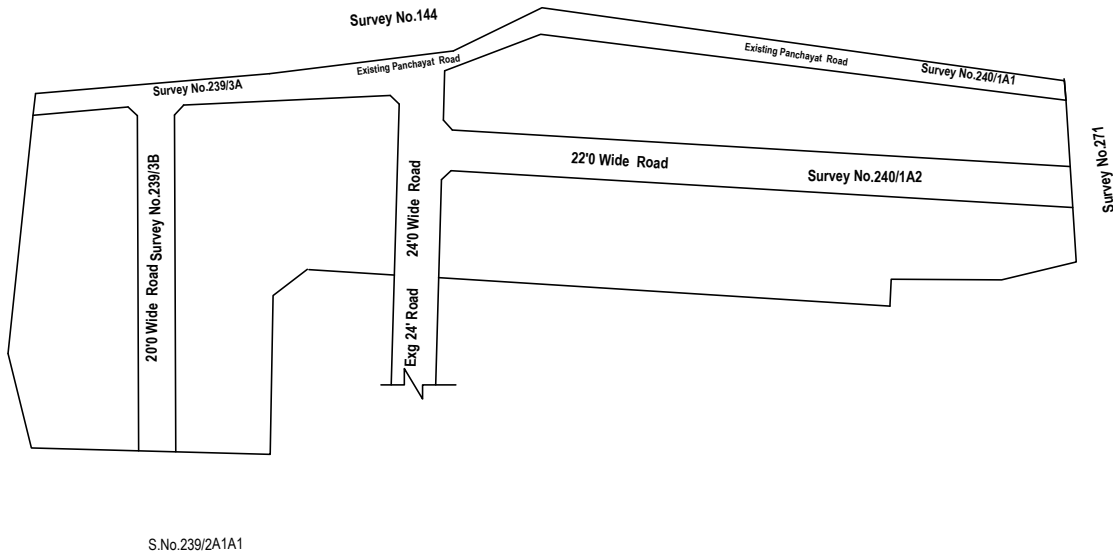 Survey No.144
Existing Panchayat Road
Existing Panchayat Road
Survey No.240/1A1
Survey No.239/3A
Survey No.271
22'0 Wide Road
Survey No.240/1A2
Survey No.239/3B
20'0 Wide Road
24'0 Wide Road
Exg 24' Road
S.No.239/2A1A1